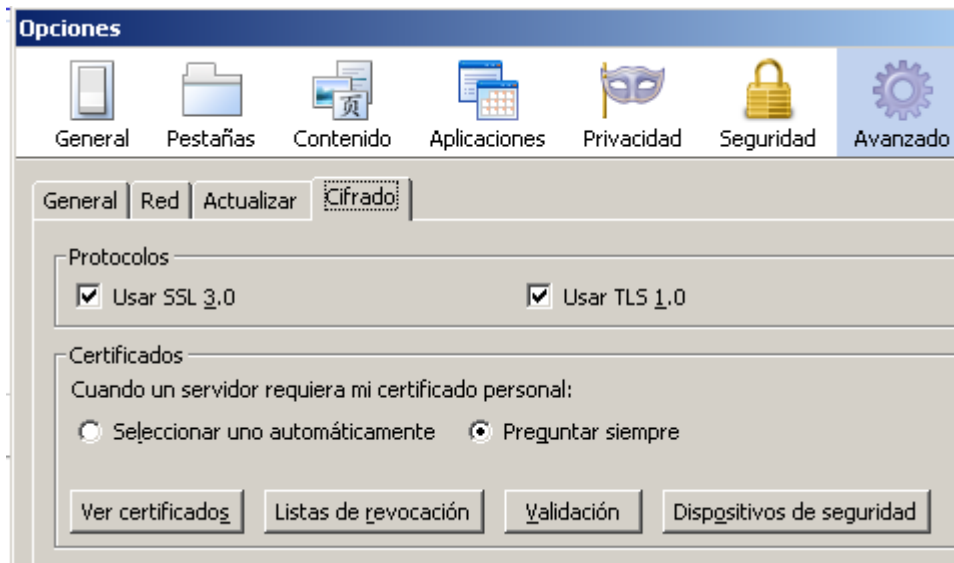 Opciones
General Pestañas Contenido Aplicaciones Privacidad Seguridad Avanzado
页
General Red Actualizar Cifrado
Protocolos
Usar SSL 3.0 Usar TLS 1.0
Certificados
Cuando un servidor requiera mi certificado personal:
Seleccionar uno automáticamente Preguntar siempre
Ver certificados Listas de revocación Validación Dispositivos de seguridad